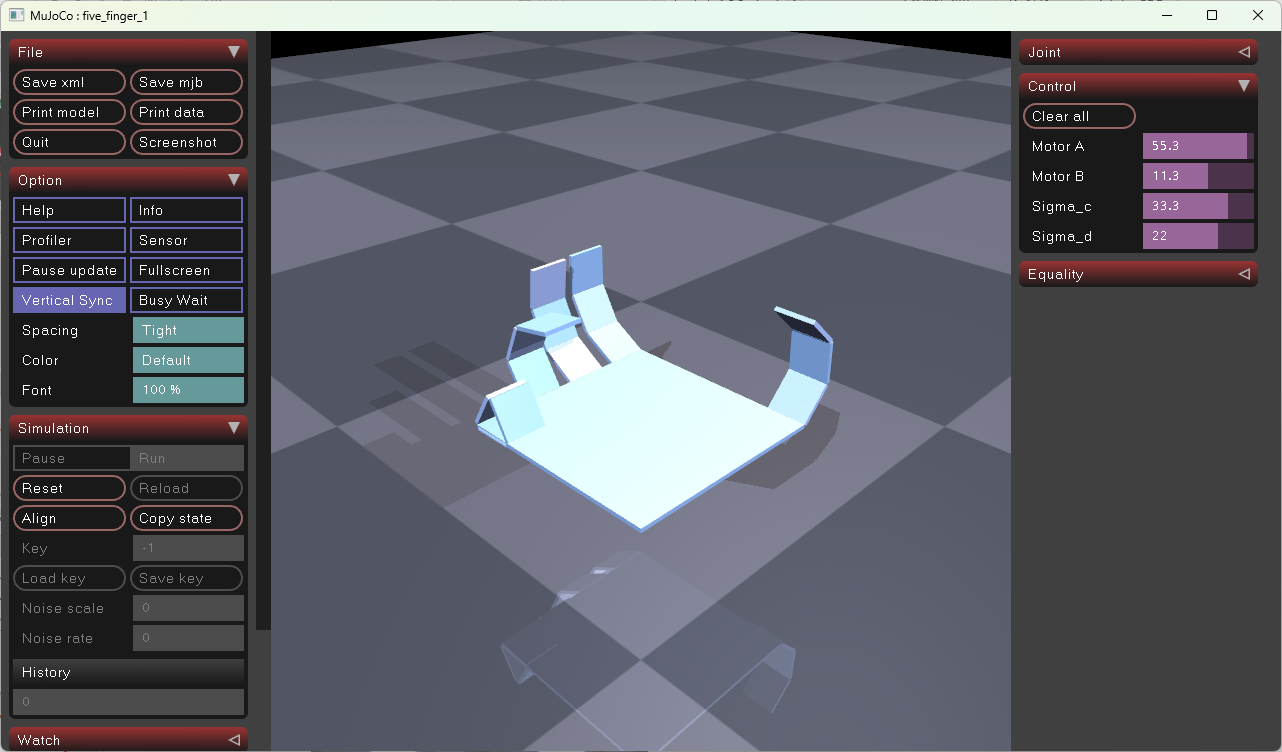 MuJoCo : five_finger_1
File
Save xml Save mjb
Print model Print data
Quit Screenshot
Option
Help Info
Profiler Sensor
Pause update Fullscreen
Vertical Sync Busy Wait
Spacing Tight
Color Default
Font 100 %
Simulation
Pause Run
Reset Reload
Align Copy state
Key -1
Load key Save key
Noise scale 0
Noise rate 0
History
0
Watch
Joint
Control
Clear all
Motor A 55.3
Motor B 11.3
Sigma_c 33.3
Sigma_d 22
Equality